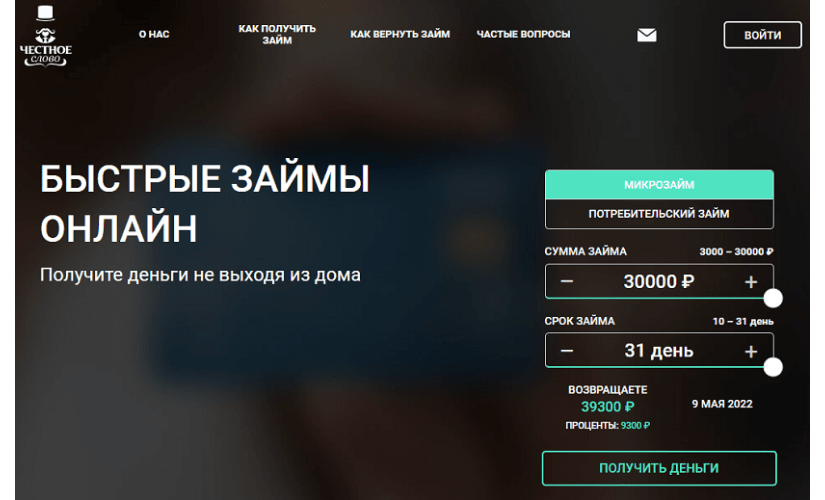 ЧЕСТНОЕ
СЛОВО
О НАС
КАК ПОЛУЧИТЬ
ЗАЙМ
КАК ВЕРНУТЬ ЗАЙМ
ЧАСТЫЕ ВОПРОСЫ
ВОЙТИ
БЫСТРЫЕ ЗАЙМЫ
ОНЛАЙН
Получите деньги не выходя из дома
МИКРОЗАЙМ
ПОТРЕБИТЕЛЬСКИЙ ЗАЙМ
СУММА ЗАЙМА 3000 – 30000 ₽
− 30000 ₽ +
СРОК ЗАЙМА 10 – 31 день
− 31 день +
ВОЗВРАЩАЕТЕ
39300 ₽
9 МАЯ 2022
ПРОЦЕНТЫ: 9300 ₽
ПОЛУЧИТЬ ДЕНЬГИ